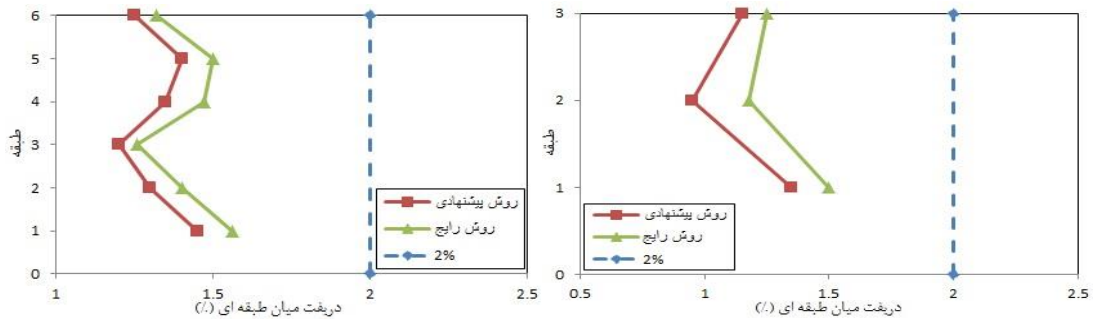 6
5
4
3
2
1
0
طبقه
1
1.5
2
2.5
دریفت میان طبقه ای (٪)
روش پیشنهادی
روش رایج
2%
3
2
1
0
طبقه
0.5
1
1.5
2
2.5
دریفت میان طبقه ای (٪)
روش پیشنهادی
روش رایج
2%